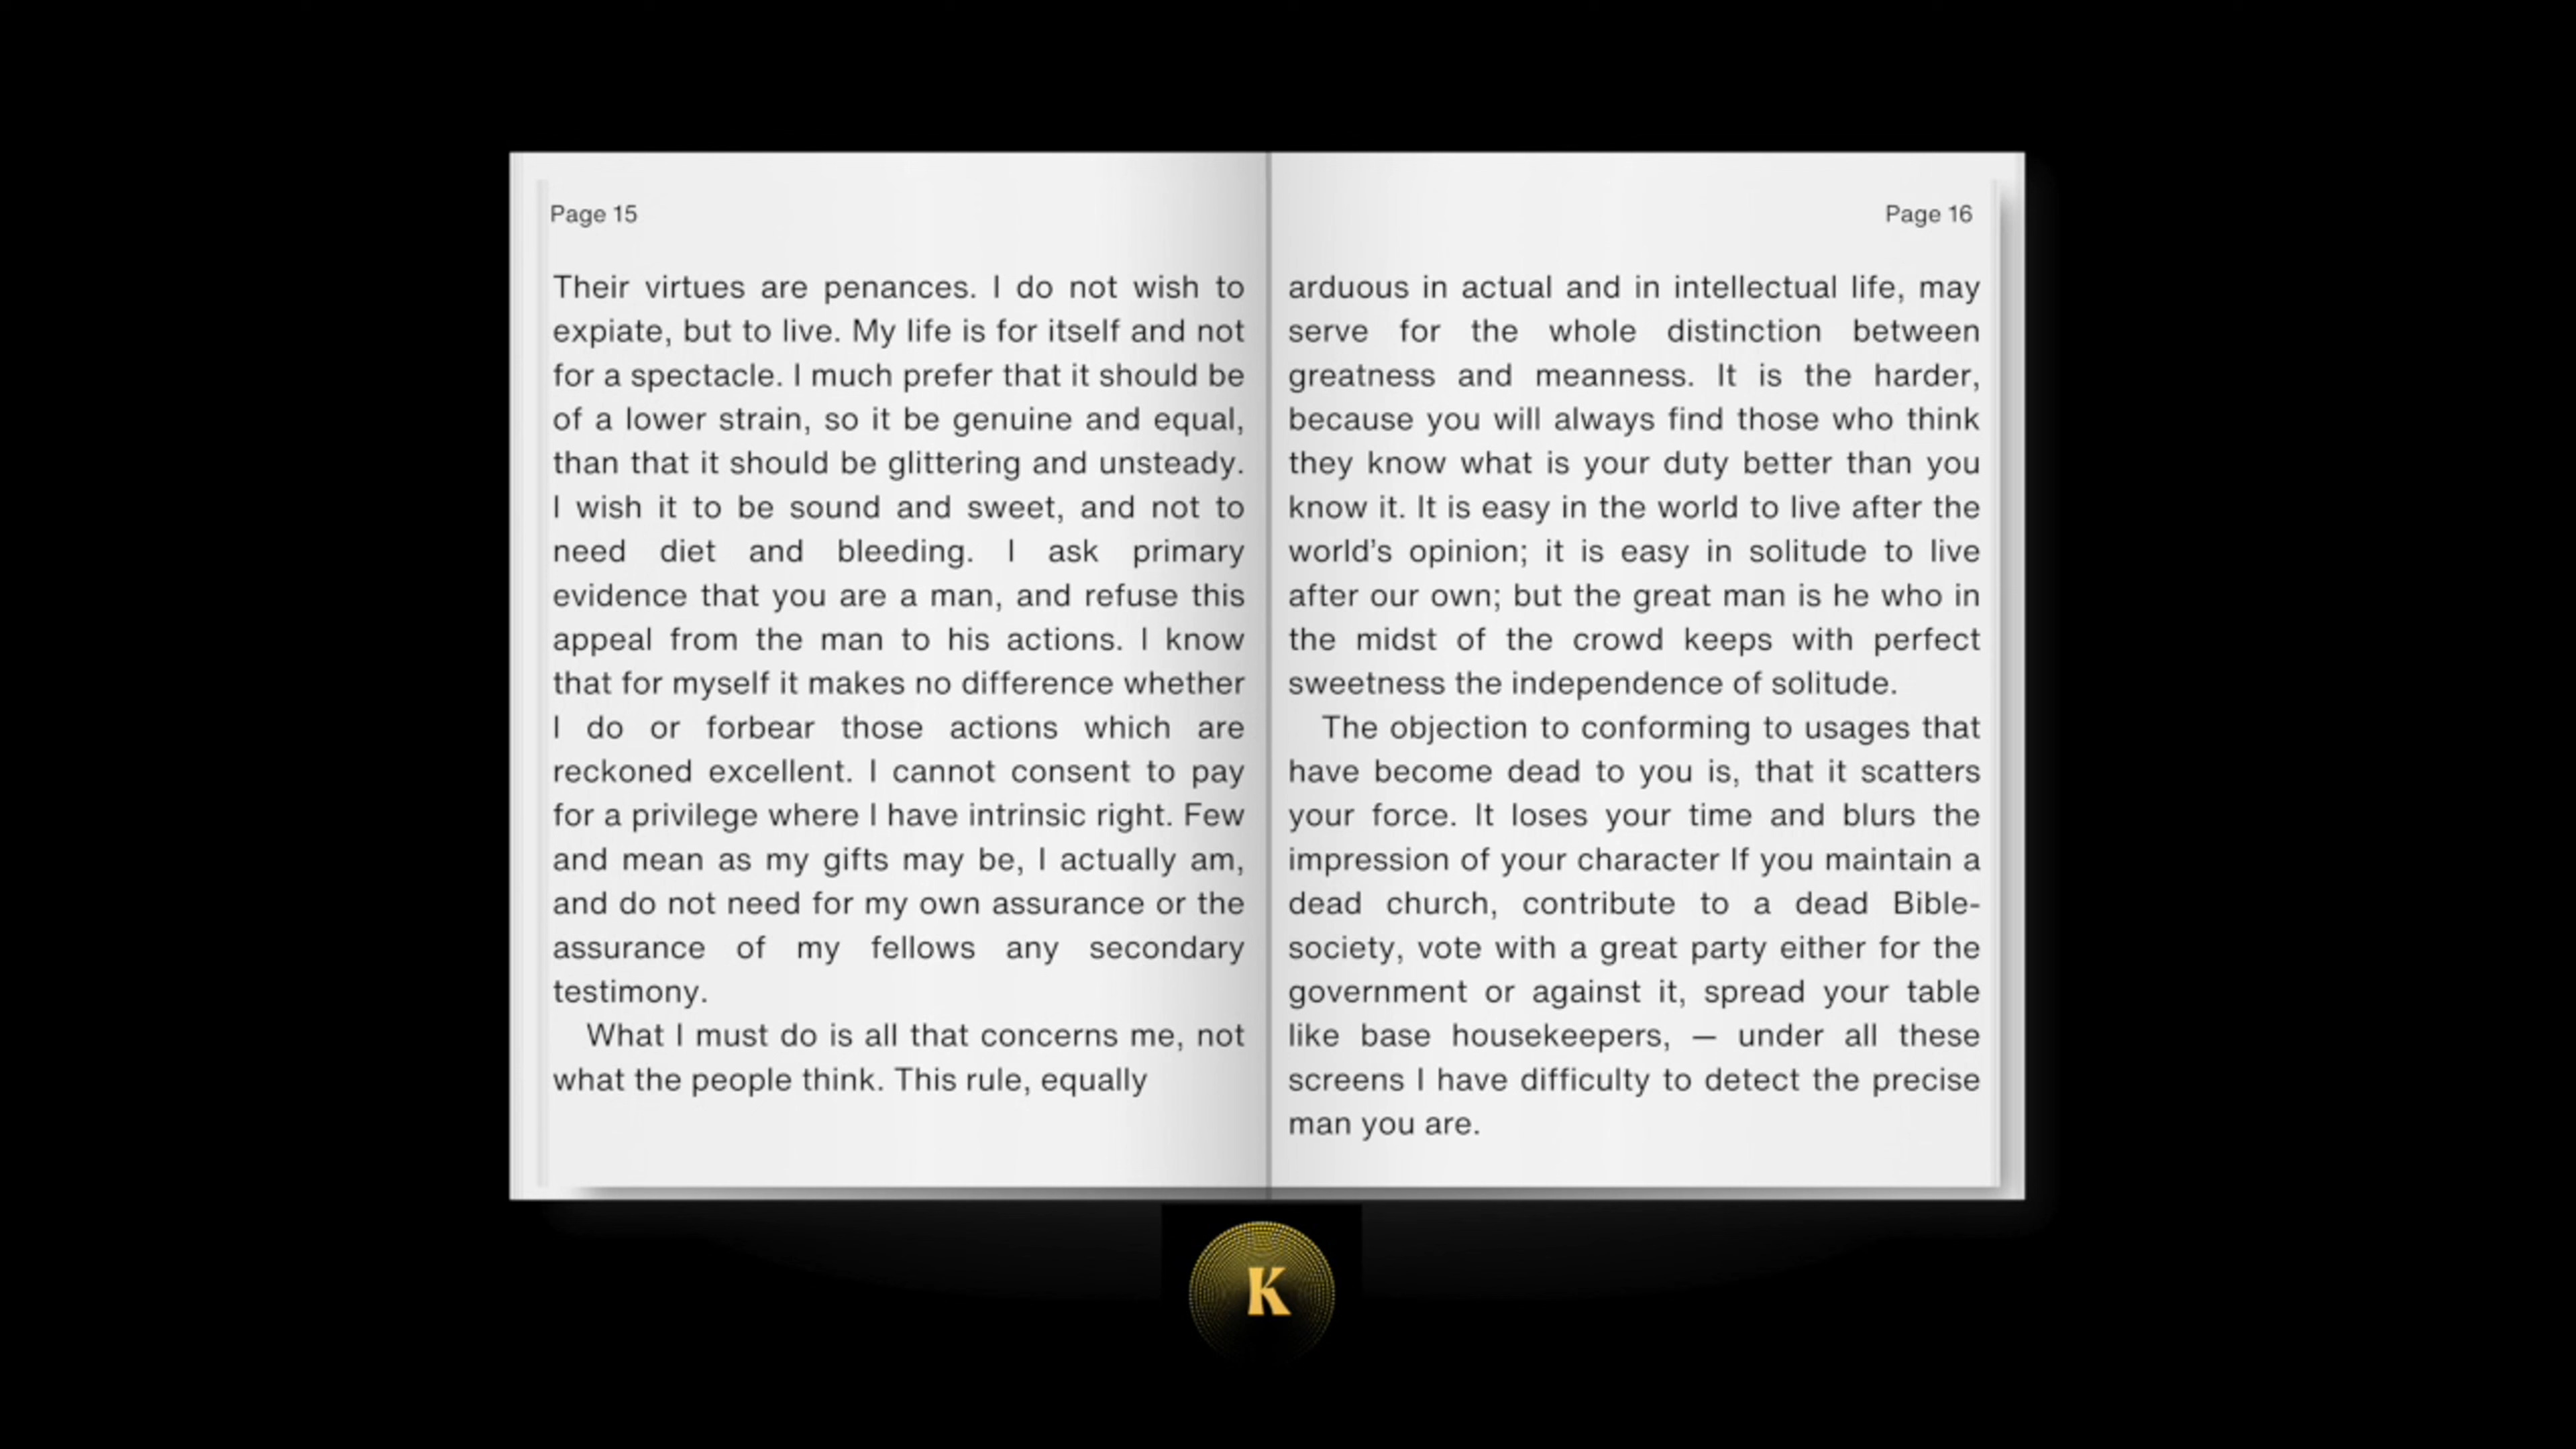 Page 15
Their virtues are penances. I do not wish to
expiate, but to live. My life is for itself and not
for a spectacle. I much prefer that it should be
of a lower strain, so it be genuine and equal,
than that it should be glittering and unsteady.
I wish it to be sound and sweet, and not to
need diet and bleeding. I ask primary
evidence that you are a man, and refuse this
appeal from the man to his actions. I know
that for myself it makes no difference whether
I do or forbear those actions which are
reckoned excellent. I cannot consent to pay
for a privilege where I have intrinsic right. Few
and mean as my gifts may be, I actually am,
and do not need for my own assurance or the
assurance of my fellows any secondary
testimony.
What I must do is all that concerns me, not
what the people think. This rule, equally
Page 16
arduous in actual and in intellectual life, may
serve for the whole distinction between
greatness and meanness. It is the harder,
because you will always find those who think
they know what is your duty better than you
know it. It is easy in the world to live after the
world's opinion; it is easy in solitude to live
after our own; but the great man is he who in
the midst of the crowd keeps with perfect
sweetness the independence of solitude.
The objection to conforming to usages that
have become dead to you is, that it scatters
your force. It loses your time and blurs the
impression of your character If you maintain a
dead church, contribute to a dead Bible-
society, vote with a great party either for the
government or against it, spread your table
like base housekeepers, — under all these
screens I have difficulty to detect the precise
man you are.
K